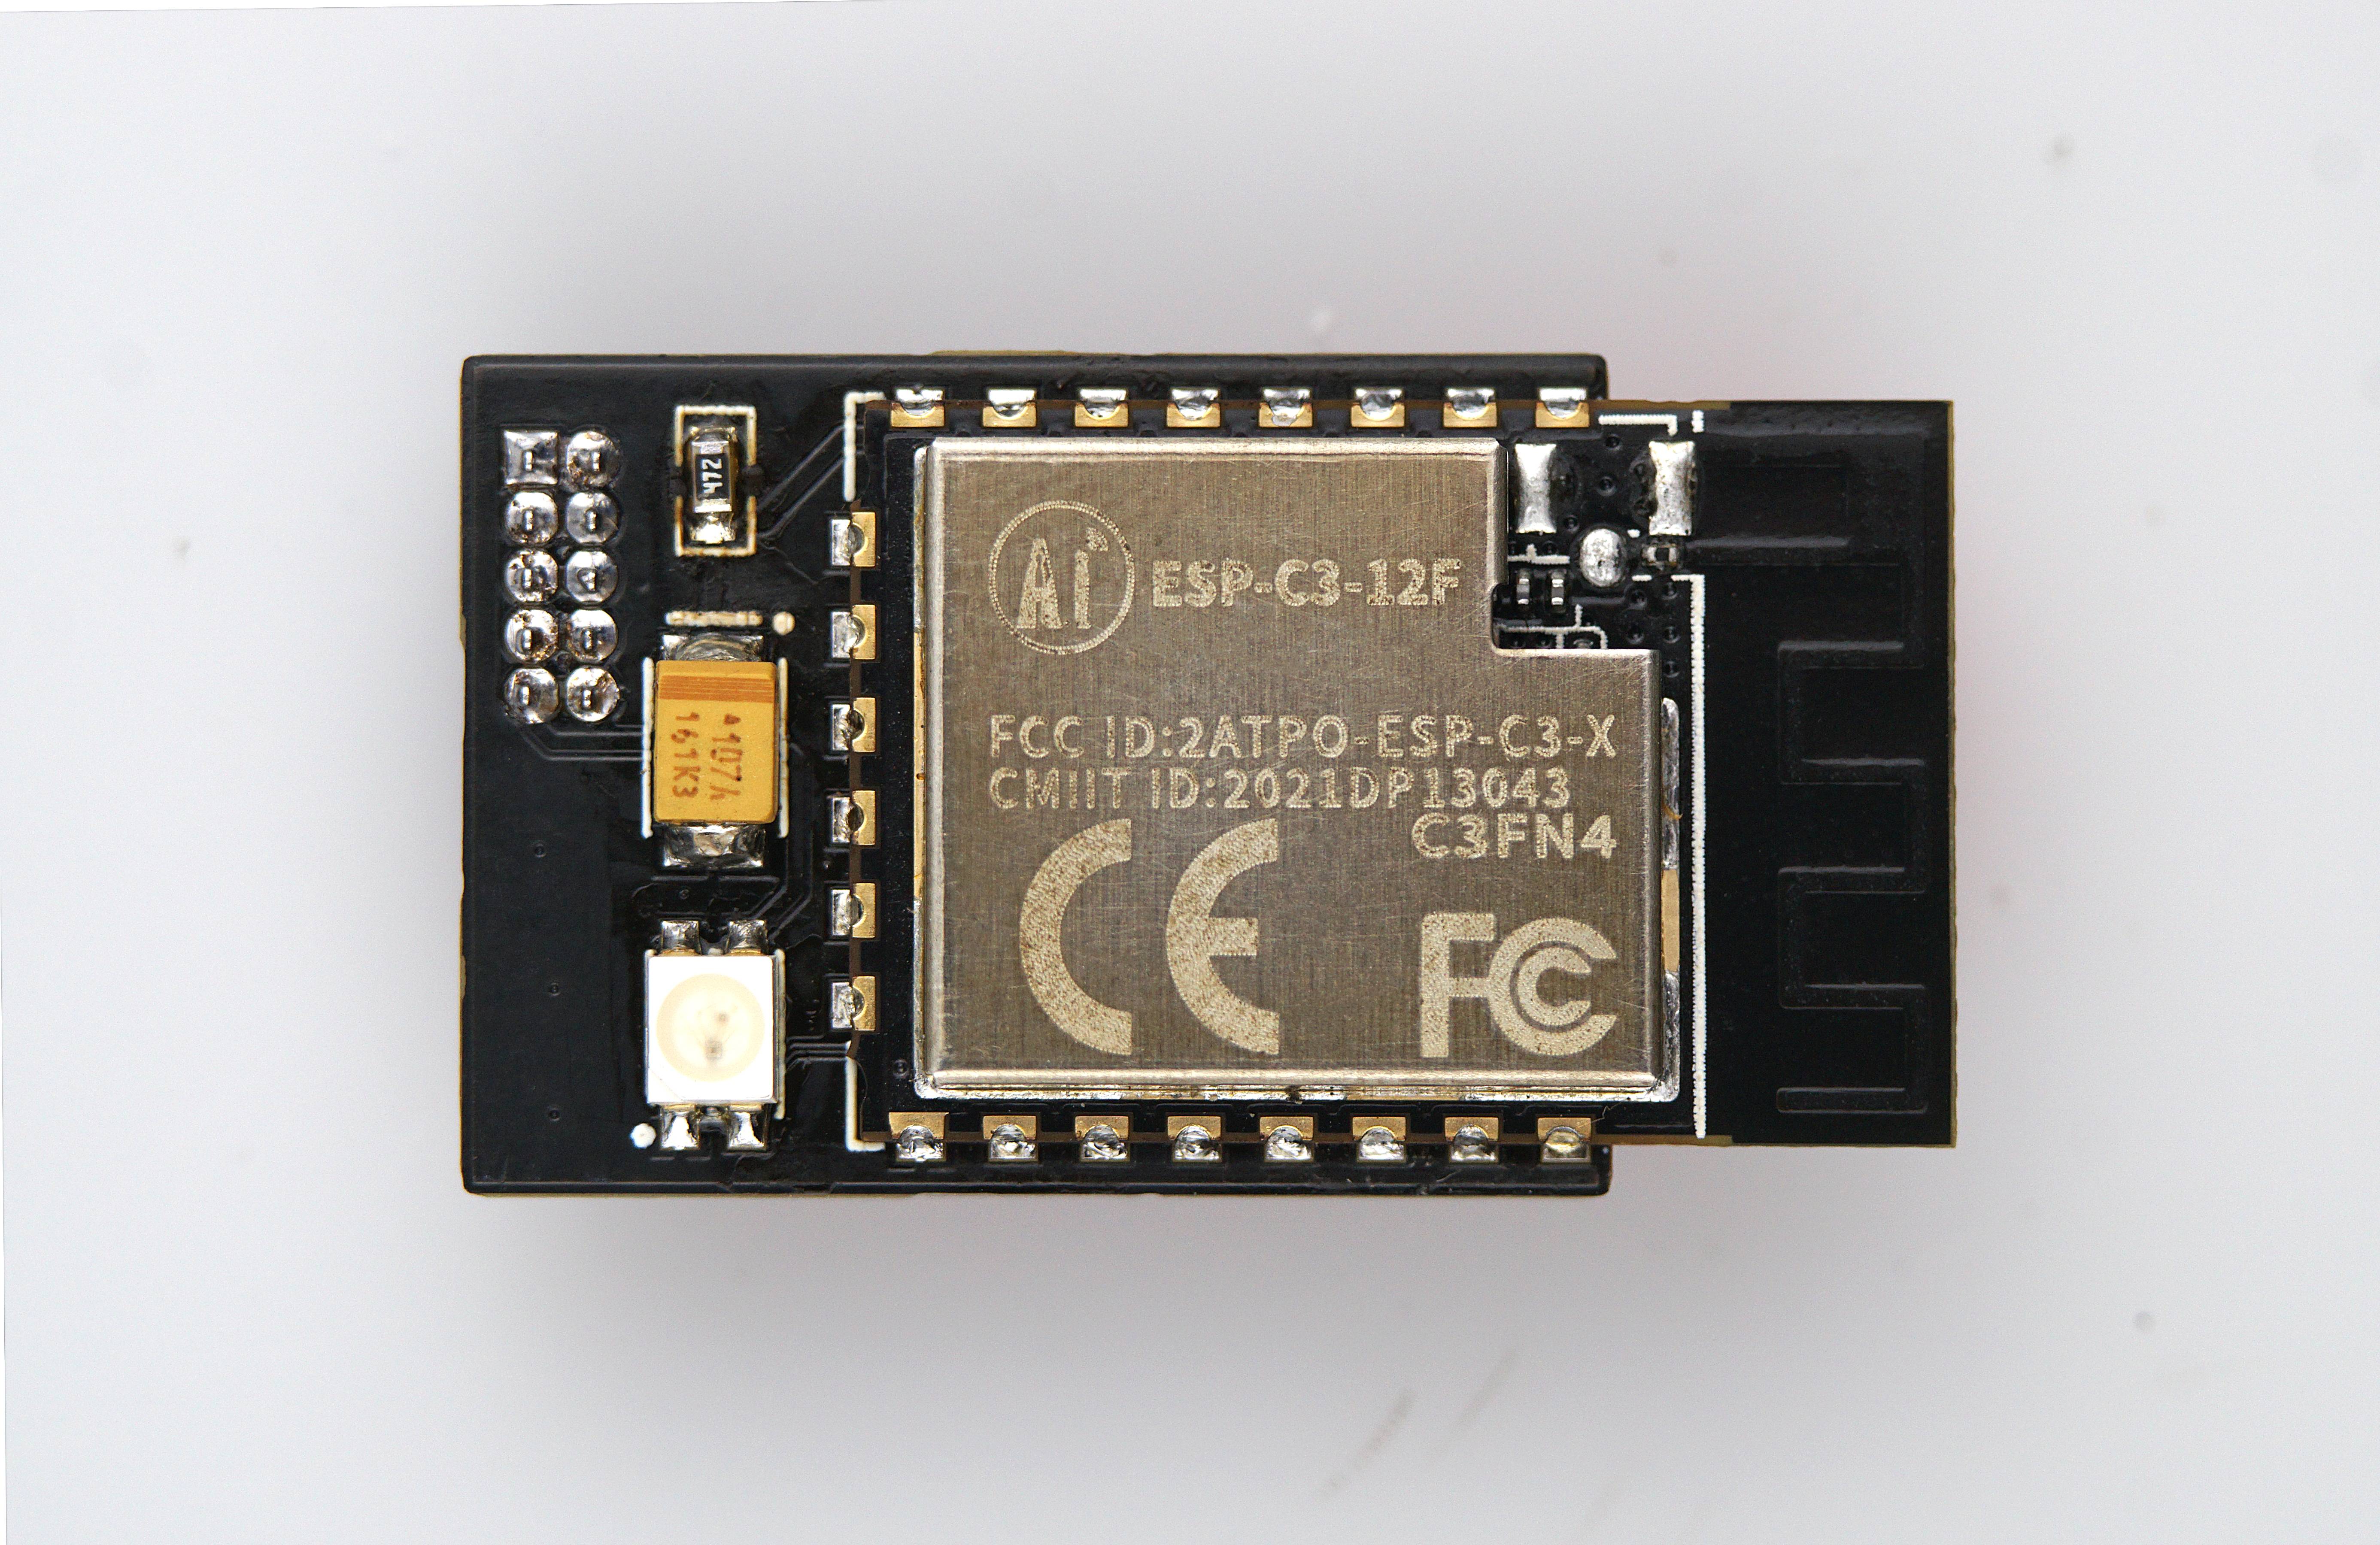 472
107A
161K3
Ai
ESP-C3-12F
FCC ID:2ATPO-ESP-C3-X
CMIIT ID:2021DP13043
C3FN4
CE
FC